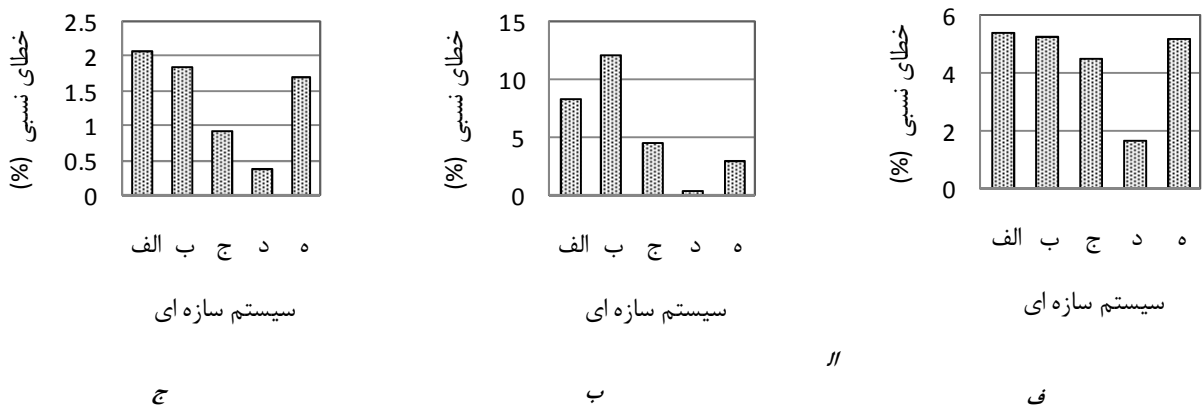 خطای نسبی (%)
6
4
2
0
الف ب ج د ه
سیستم سازه ای
ال
ف
خطای نسبی (%)
15
10
5
0
الف ب ج د ه
سیستم سازه ای
ب
خطای نسبی (%)
2.5
2
1.5
1
0.5
0
الف ب ج د ه
سیستم سازه ای
ج